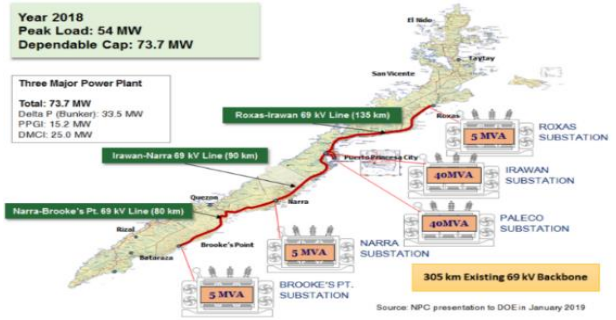 Year 2018
Peak Load: 54 MW
Dependable Cap: 73.7 MW
Three Major Power Plant
Total: 73.7 MW
Delta P (Bunker): 33.5 MW
PPGI: 15.2 MW
DMCI: 25.0 MW
El Nido
Taytay
San Vicente
Roxas
Roxas-Irawan 69 kV Line (135 km)
5 MVA
ROXAS
SUBSTATION
Irawan-Narra 69 kV Line (90 km)
Puerto Princesa City
40MVA
IRAWAN
SUBSTATION
Quezon
Narra
Narra-Brooke's Pt. 69 kV Line (80 km)
40MVA
PALECO
SUBSTATION
Rizal
Brooke's Point
Bataraza
5 MVA
NARRA
SUBSTATION
5 MVA
BROOKE'S PT.
SUBSTATION
305 km Existing 69 kV Backbone
Source: NPC presentation to DOE in January 2019